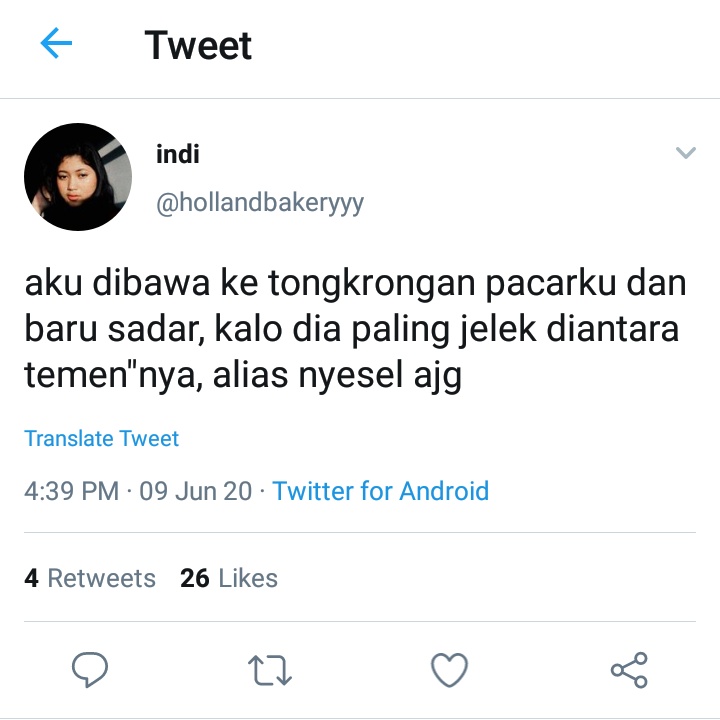 Tweet
indi
@hollandbakeryyy
aku dibawa ke tongkrongan pacarku dan
baru sadar, kalo dia paling jelek diantara
temen"nya, alias nyesel ajg
Translate Tweet
4:39 PM · 09 Jun 20 · Twitter for Android
4 Retweets 26 Likes